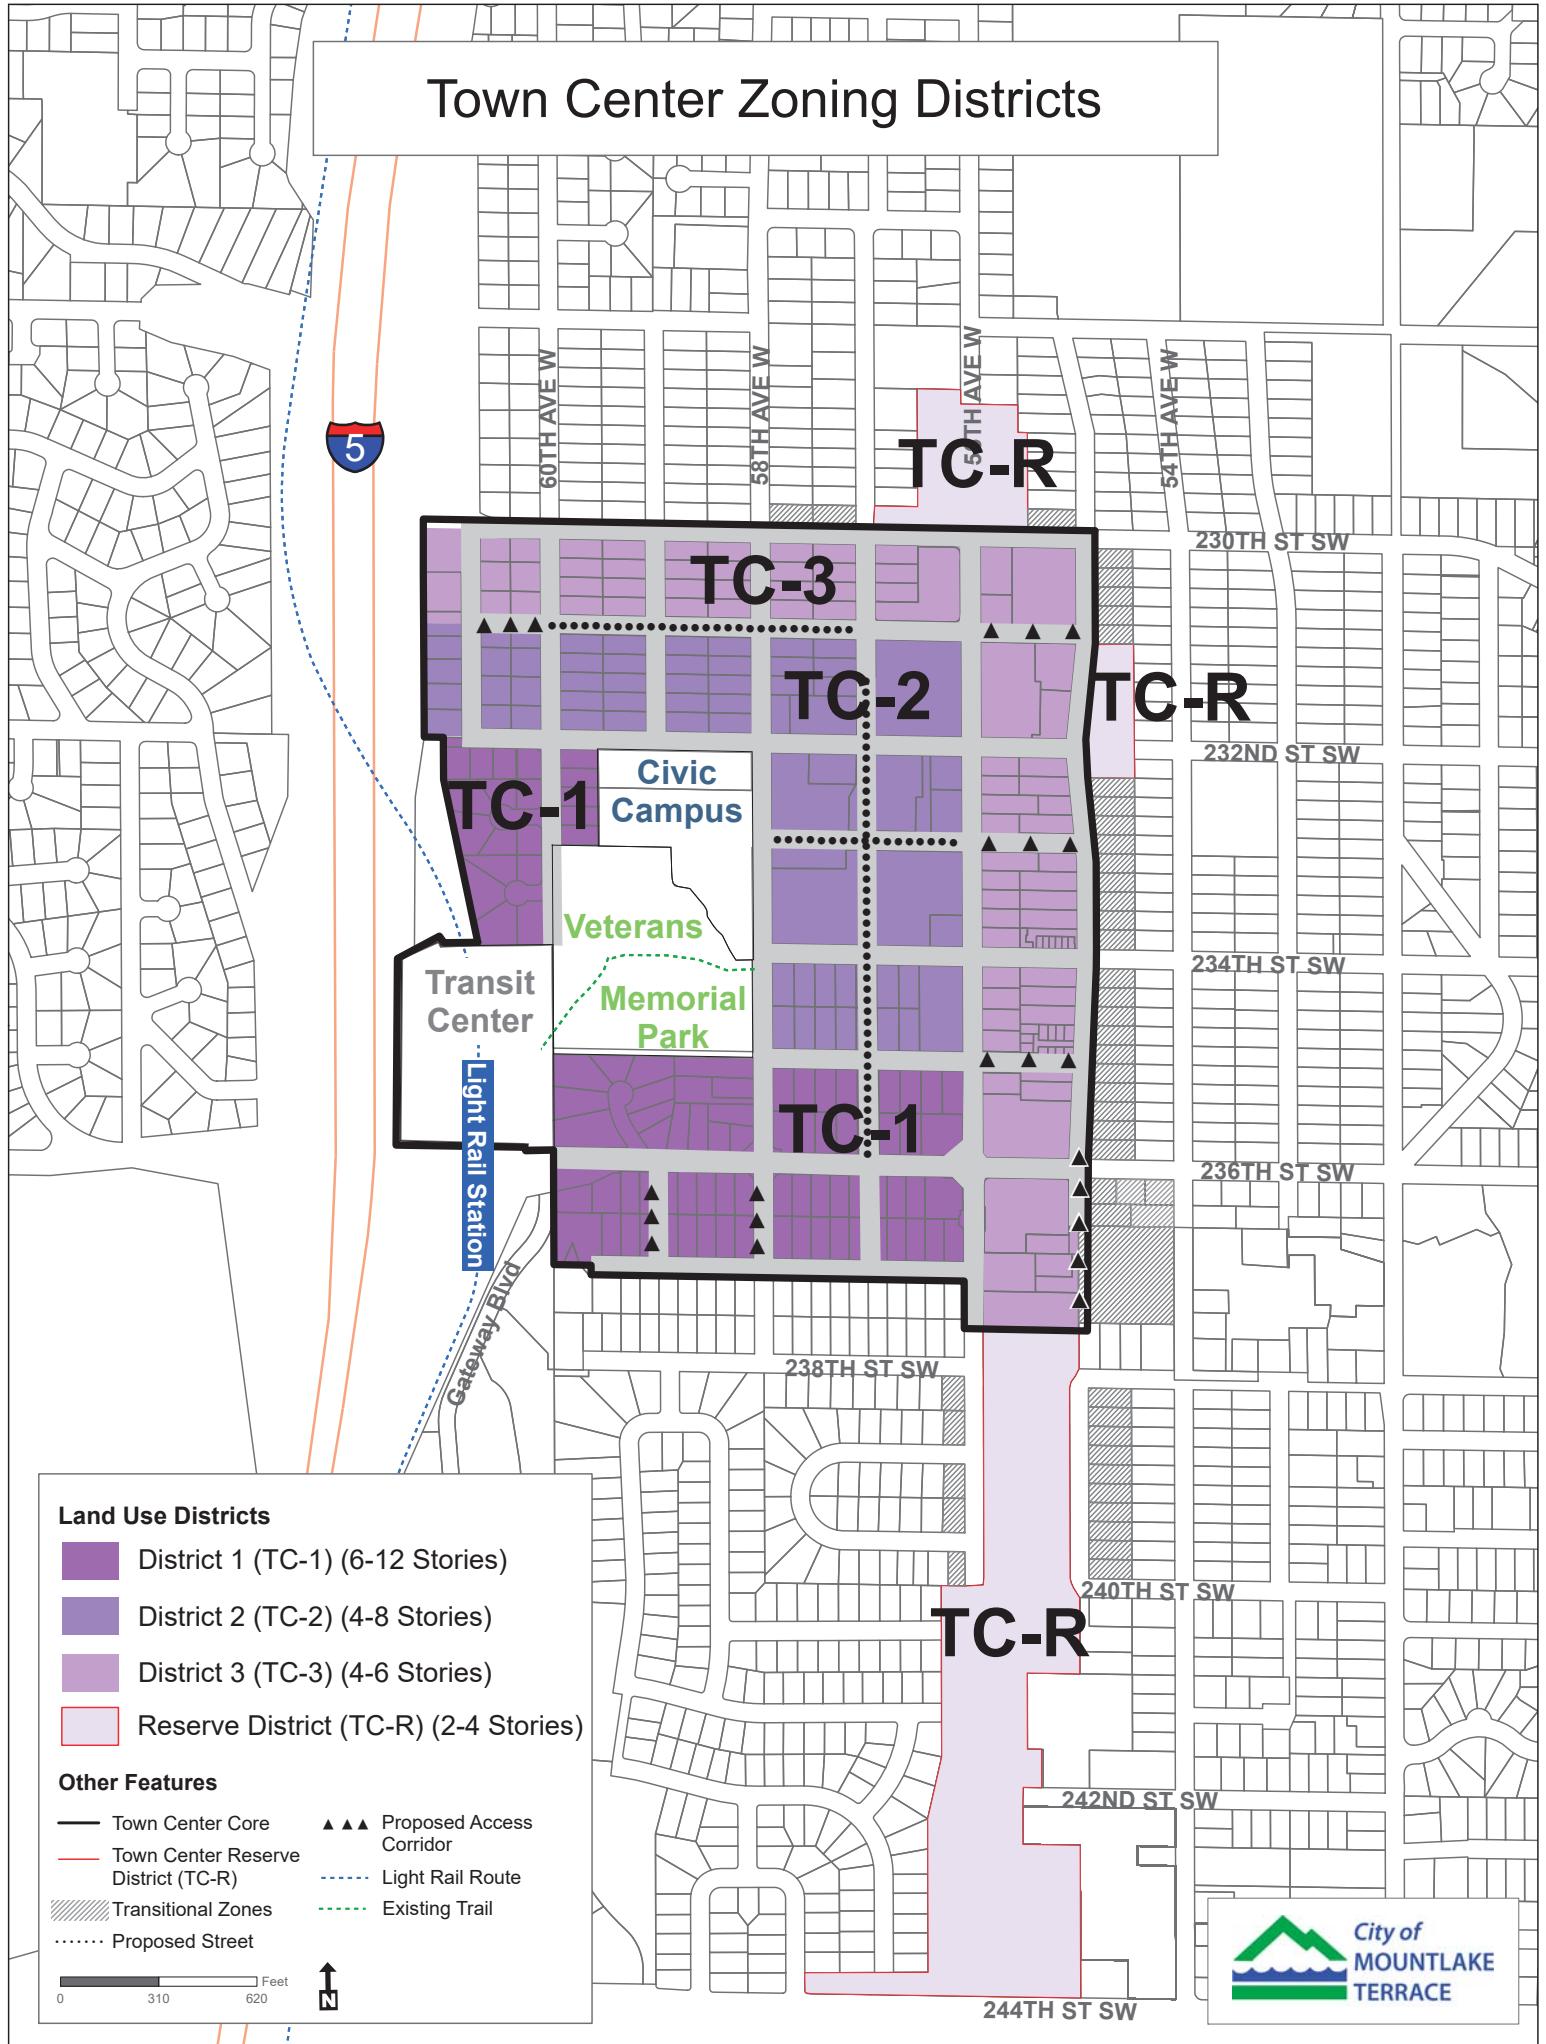 Town Center Zoning Districts
60TH AVE W
58TH AVE W
AVE W
54TH AVE W
5
TC-R
230TH ST SW
TC-3
TC-2
TC-R
232ND ST SW
TC-1
Civic
Campus
Veterans
Memorial
Park
234TH ST SW
Transit
Center
Light Rail Station
TC-1
236TH ST SW
Gateway Blvd
238TH ST SW
240TH ST SW
TC-R
242ND ST SW
244TH ST SW
Land Use Districts
District 1 (TC-1) (6-12 Stories)
District 2 (TC-2) (4-8 Stories)
District 3 (TC-3) (4-6 Stories)
Reserve District (TC-R) (2-4 Stories)
Other Features
Town Center Core
Town Center Reserve
District (TC-R)
Transitional Zones
Proposed Street
Proposed Access
Corridor
Light Rail Route
Existing Trail
Feet
0 310 620
N
City of
MOUNTLAKE
TERRACE